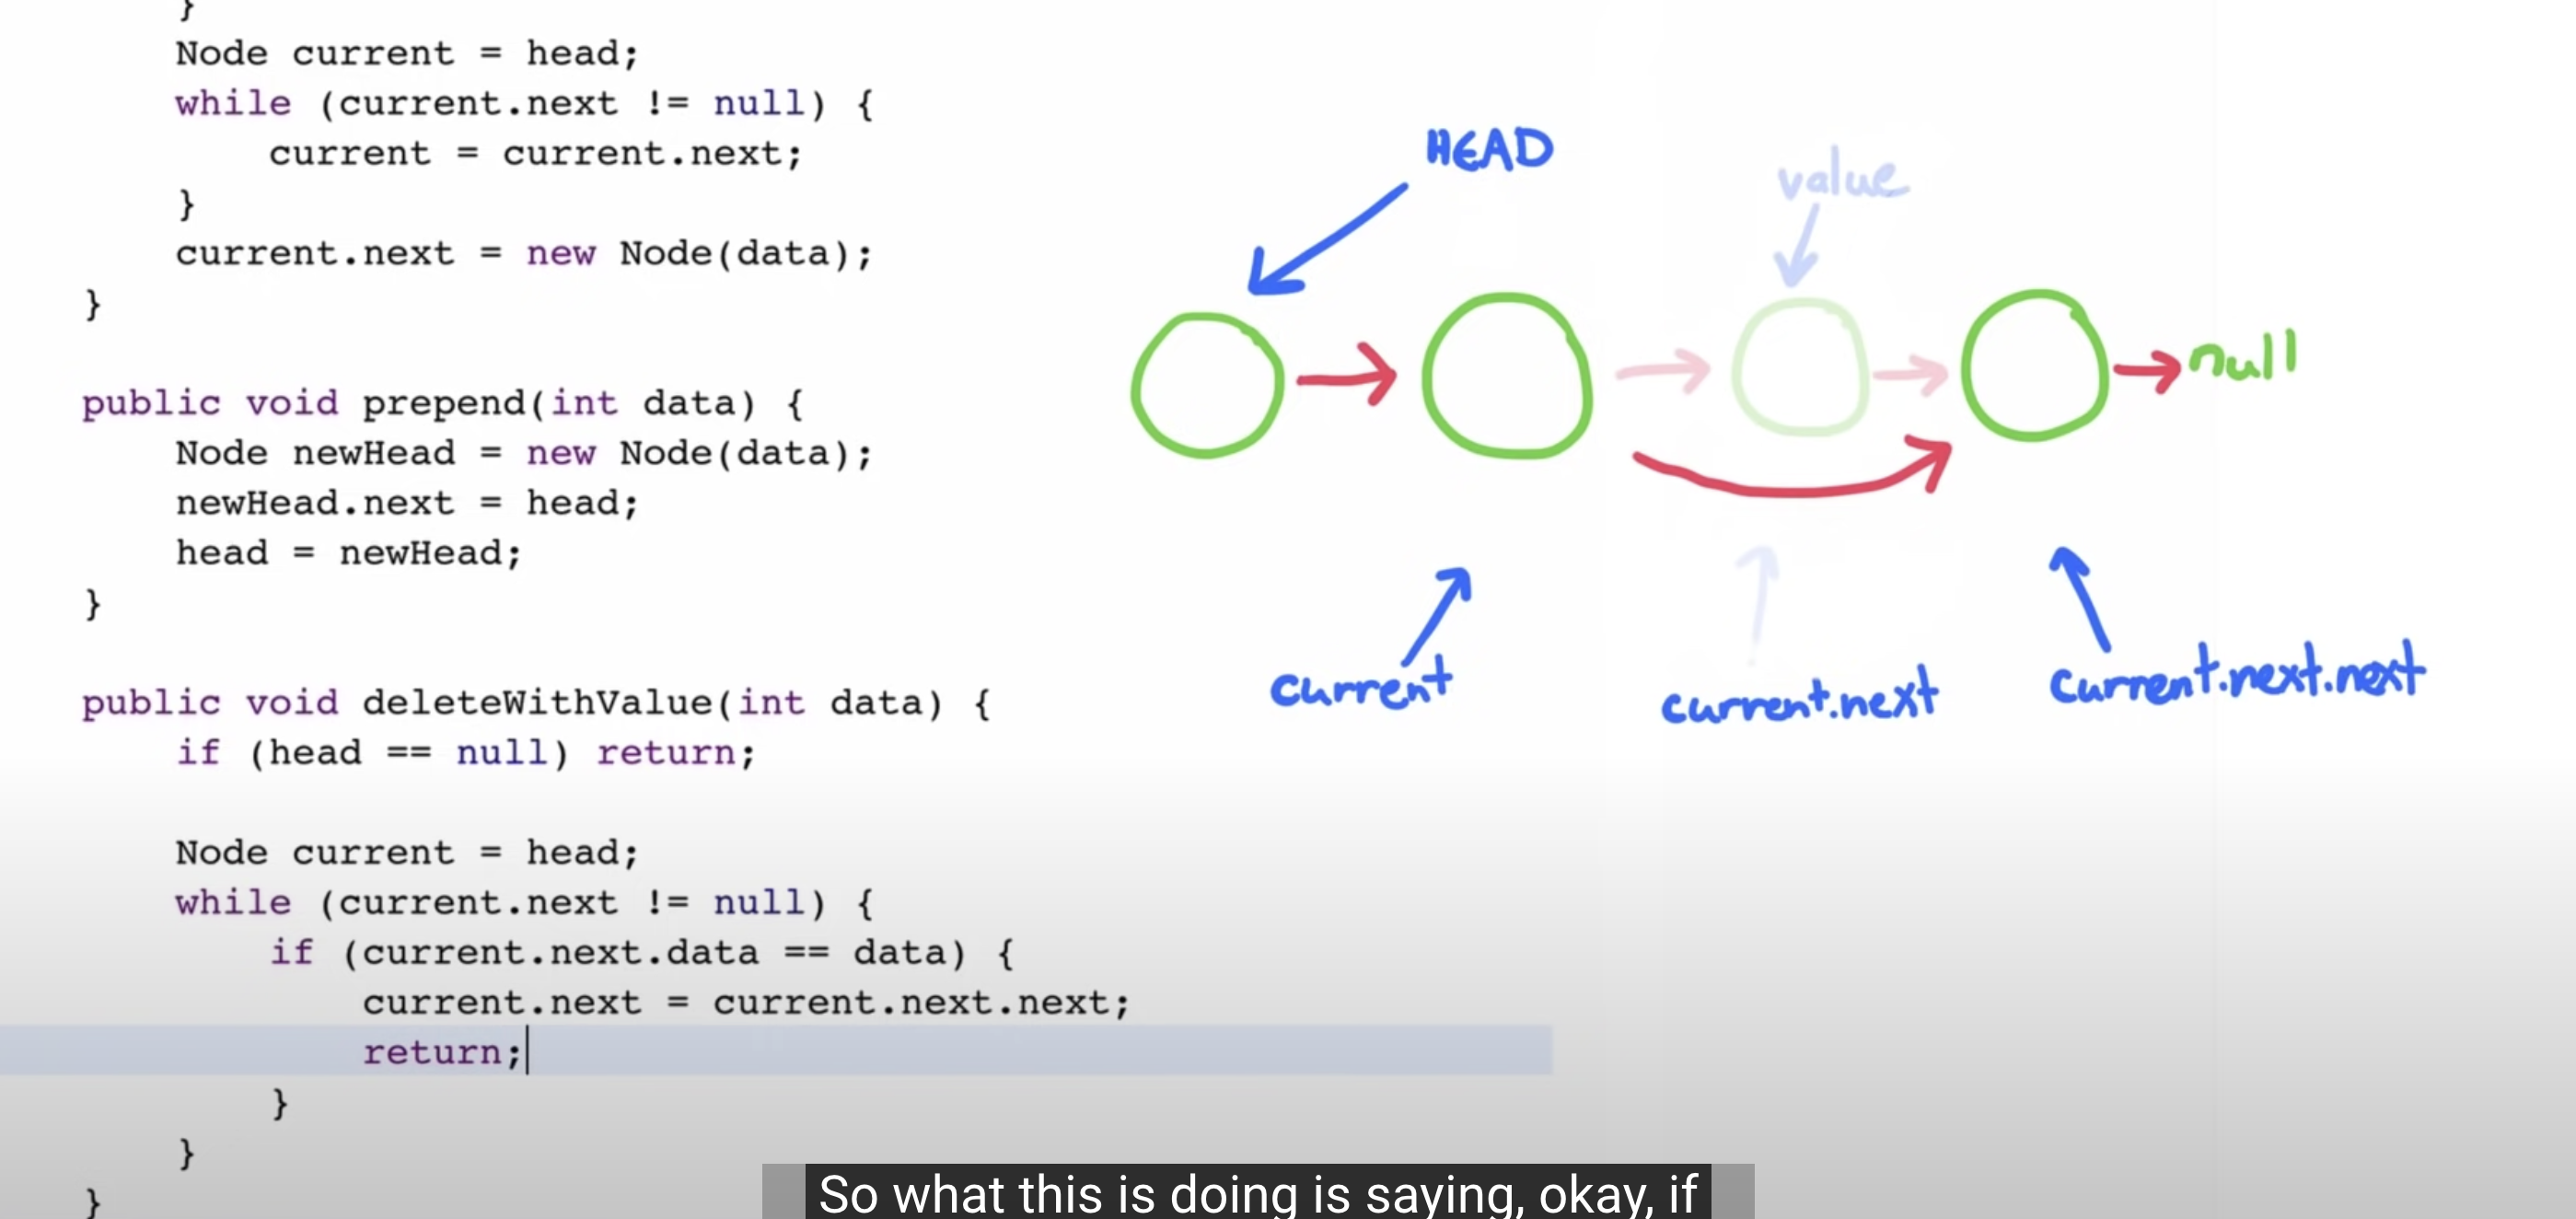 }
Node current = head;
while (current.next != null) {
current = current.next;
}
current.next = new Node(data);
}
public void prepend(int data) {
Node newHead = new Node(data);
newHead.next = head;
head = newHead;
}
public void deleteWithValue(int data) {
if (head == null) return;
Node current = head;
while (current.next != null) {
if (current.next.data == data) {
current.next = current.next.next;
return;
}
}
}
HEAD
value
null
current
current.next
current.next.next
So what this is doing is saying, okay, if